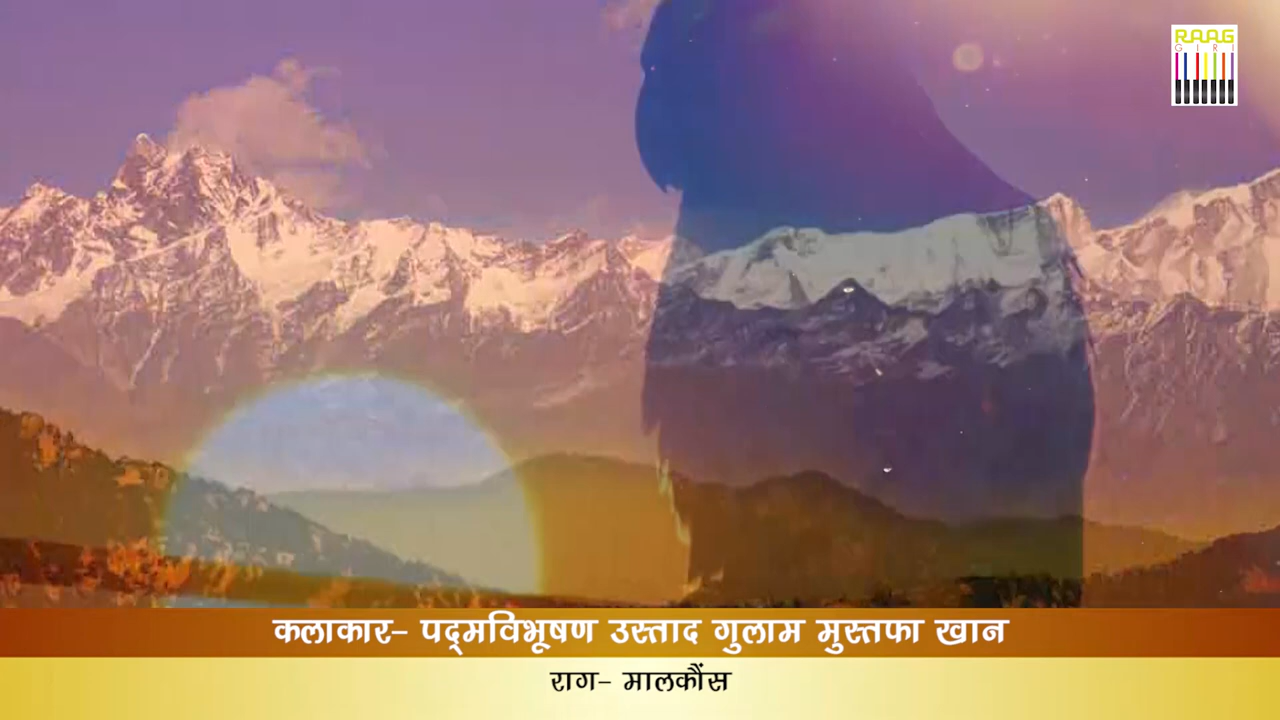 RAAG
GIRI
कलाकार- पद्मविभूषण उस्ताद गुलाम मुस्तफा खान
राग- मालकौंस